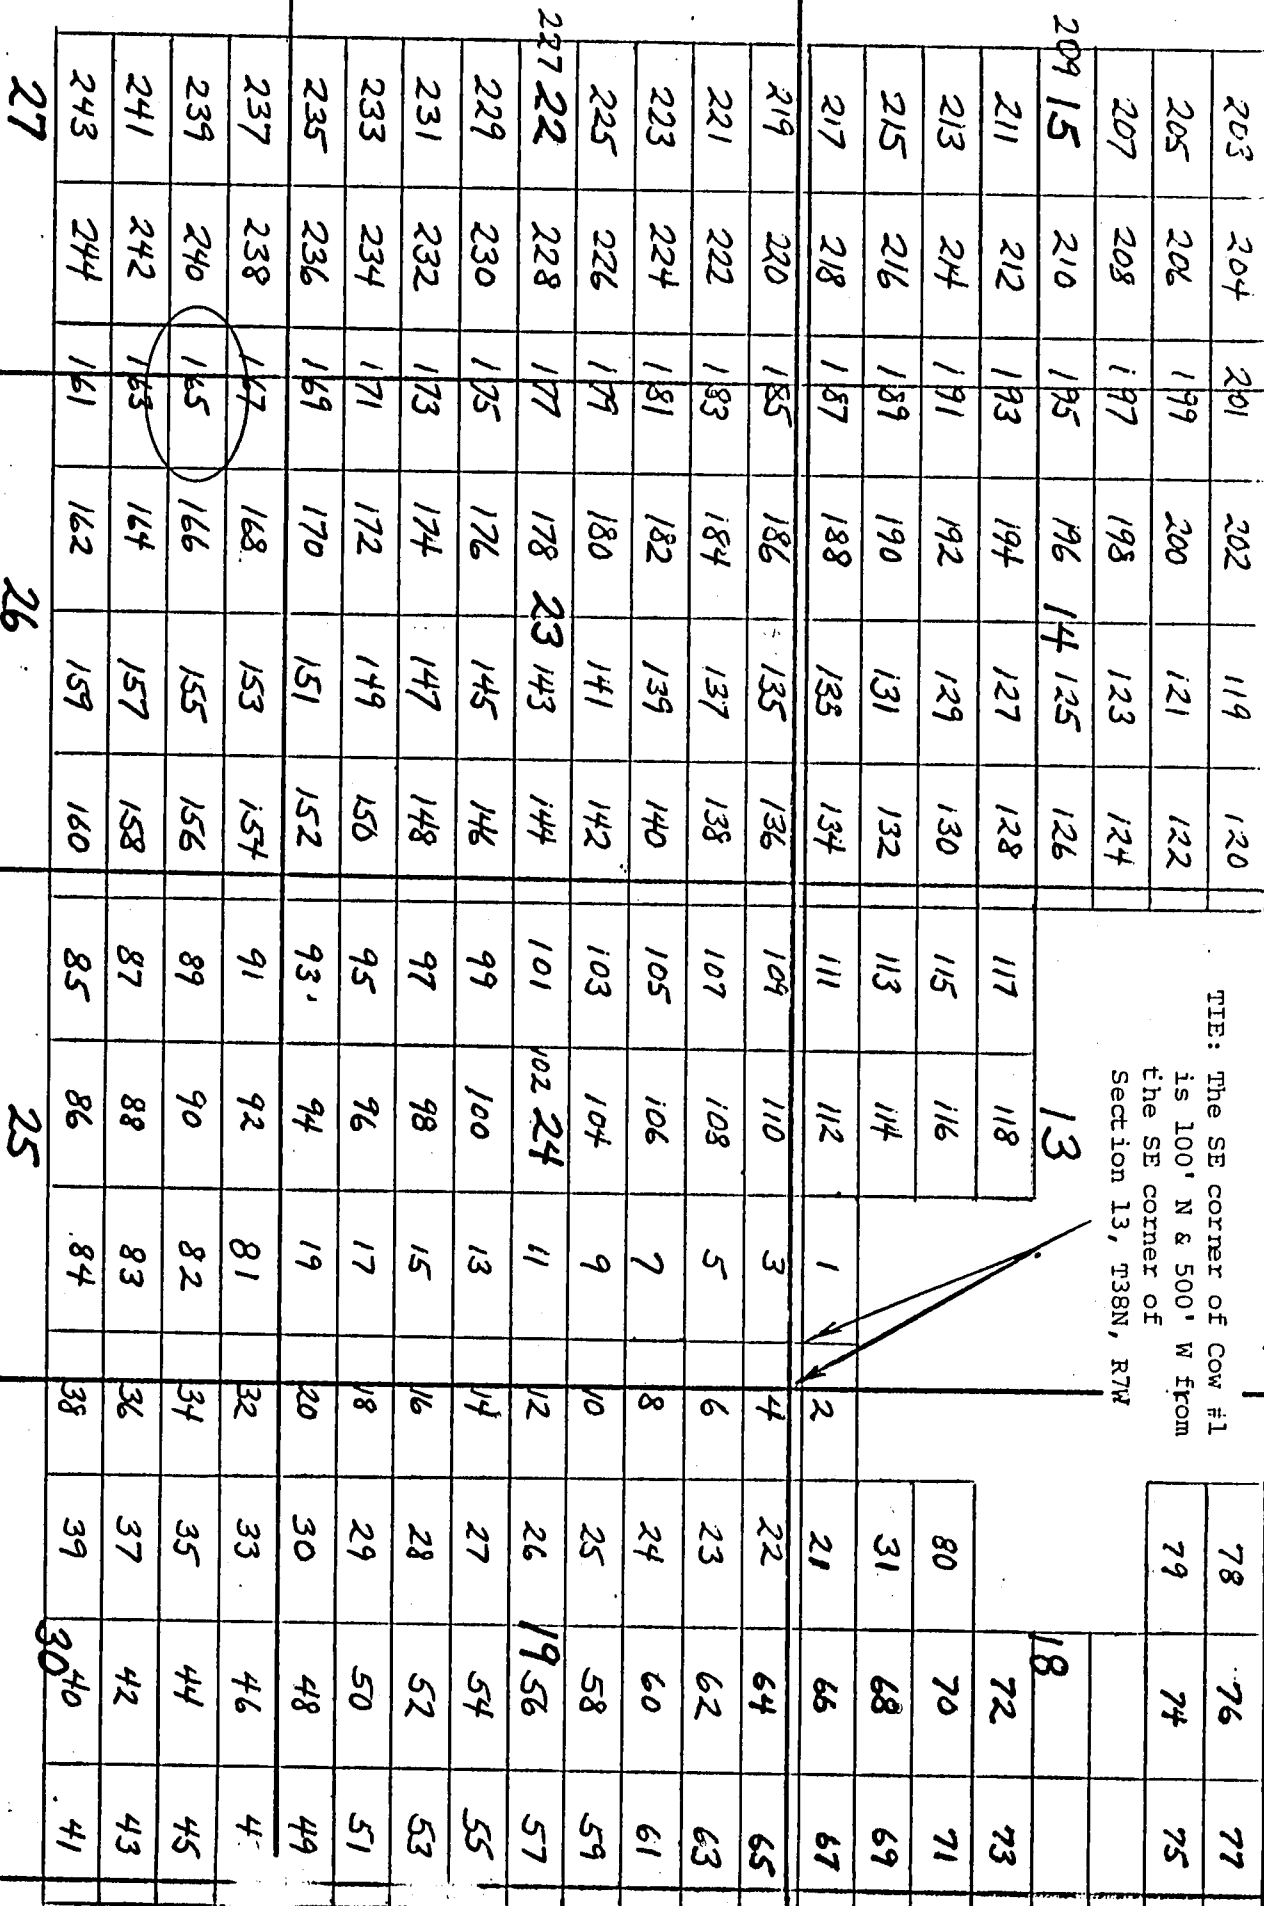 TIE: The SE corner of Cow #1
is 100' N & 500' W from
the SE corner of
Section 13, T38N, R7W
203 204 201 202 119 120 78 76 77
205 206 199 200 121 122 79 74 75
207 208 197 198 123 124
209 15 210 195 196 14 125 126 13 18
211 212 193 194 127 128 117 118 72 73
213 214 191 192 129 130 115 116 80 70 71
215 216 189 190 131 132 113 114 31 68 69
217 218 187 188 133 134 111 112 1 2 21 66 67
219 220 185 186 135 136 109 110 3 4 22 64 65
221 222 183 184 137 138 107 108 5 6 23 62 63
223 224 181 182 139 140 105 106 7 8 24 60 61
225 226 179 180 141 142 103 104 9 10 25 58 59
227 22 228 177 178 23 143 144 101 102 24 11 12 26 19 56 57
229 230 175 176 145 146 99 100 13 14 27 54 55
231 232 173 174 147 148 97 98 15 16 28 52 53
233 234 171 172 149 150 95 96 17 18 29 50 51
235 236 169 170 151 152 93 94 19 20 30 48 49
237 238 167 168 153 154 91 92 81 32 33 46
239 240 165 166 155 156 89 90 82 34 35 44 45
241 242 163 164 157 158 87 88 83 36 37 42 43
243 244 161 162 159 160 85 86 84 38 39 40 41
27 26 25 30